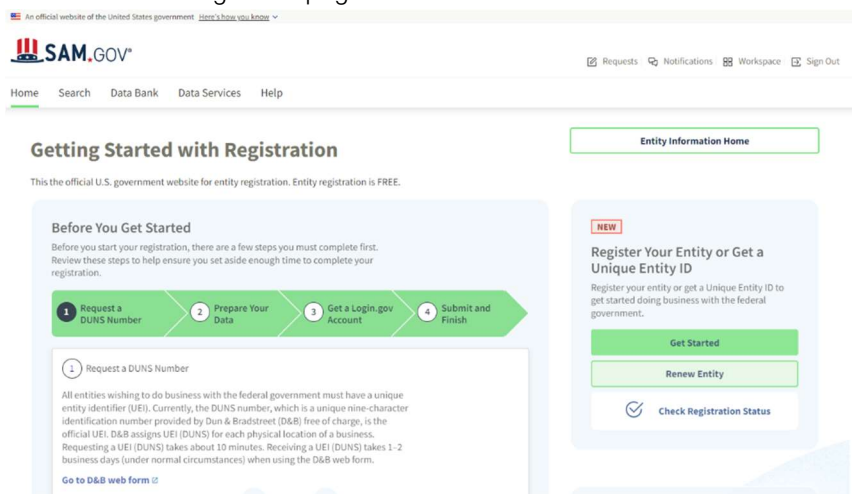 An official website of the United States government Here's how you know
SAM.GOV®
Requests Notifications Workspace Sign Out
Home Search Data Bank Data Services Help
Getting Started with Registration
Entity Information Home
This the official U.S. government website for entity registration. Entity registration is FREE.
Before You Get Started
Before you start your registration, there are a few steps you must complete first.
Review these steps to help ensure you set aside enough time to complete your
registration.
1 Request a
DUNS Number
2 Prepare Your
Data
3 Get a Login.gov
Account
4 Submit and
Finish
1 Request a DUNS Number
All entities wishing to do business with the federal government must have a unique
entity identifier (UEI). Currently, the DUNS number, which is a unique nine-character
identification number provided by Dun & Bradstreet (D&B) free of charge, is the
official UEI. D&B assigns UEI (DUNS) for each physical location of a business.
Requesting a UEI (DUNS) takes about 10 minutes. Receiving a UEI (DUNS) takes 1-2
business days (under normal circumstances) when using the D&B web form.
Go to D&B web form
NEW
Register Your Entity or Get a
Unique Entity ID
Register your entity or get a Unique Entity ID to
get started doing business with the federal
government.
Get Started
Renew Entity
Check Registration Status